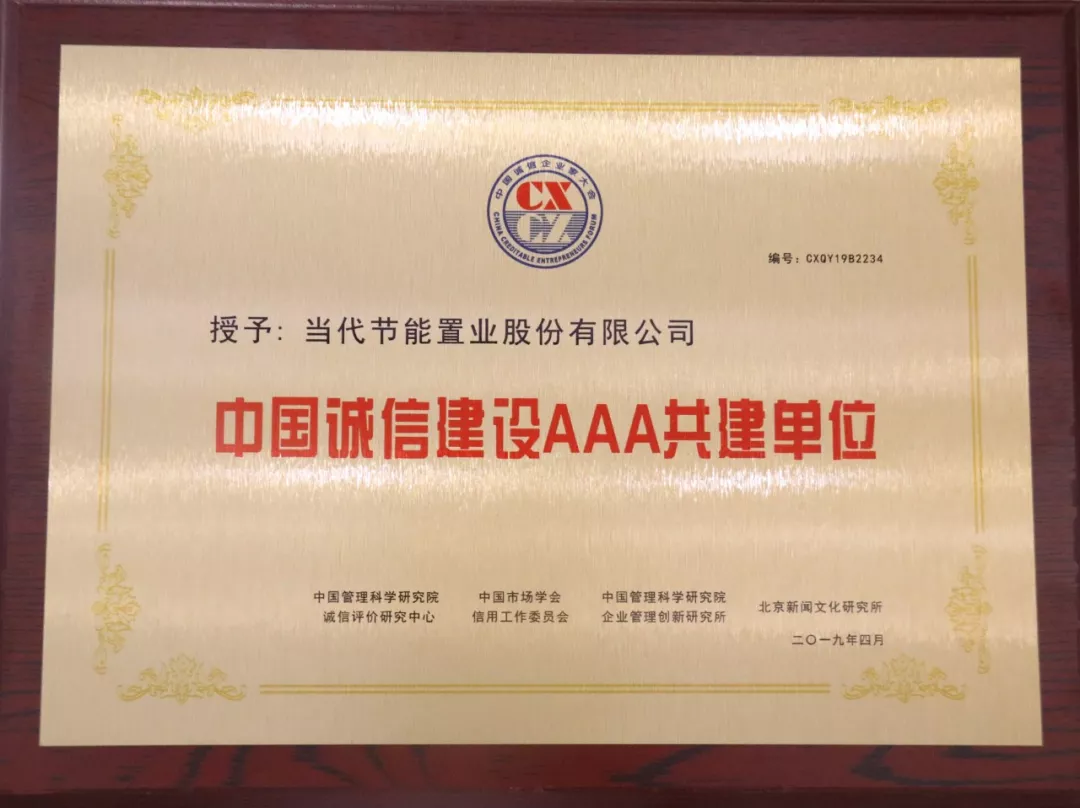 中国诚信企业家大会
CX
CHINA CREDITABLE ENTREPRENEURS FORUM
编号：CXQY19B2234
授予：当代节能置业股份有限公司
中国诚信建设AAA共建单位
中国管理科学研究院
诚信评价研究中心
中国市场学会
信用工作委员会
中国管理科学研究院
企业管理创新研究所
北京新闻文化研究所
二〇一九年四月